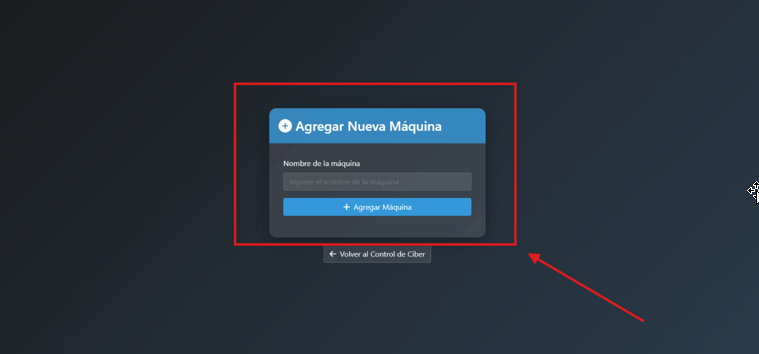 Agregar Nueva Máquina
Nombre de la máquina
Ingrese el nombre de la máquina
Agregar Máquina
Volver al Control de Ciber